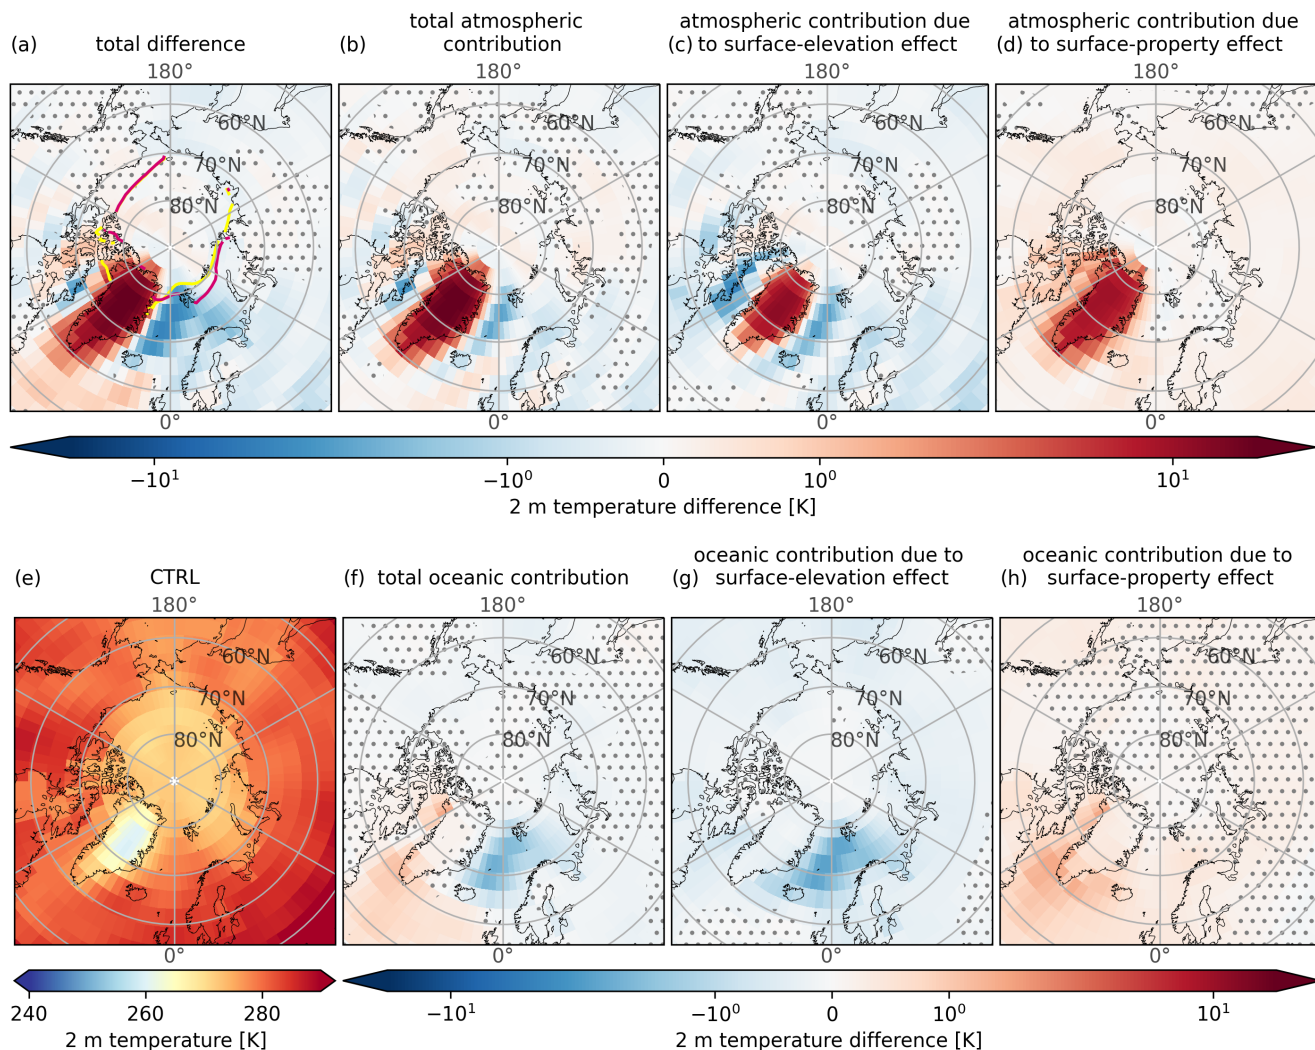 (a) total difference
(b) total atmospheric
contribution
(c) atmospheric contribution due
to surface-elevation effect
(d) atmospheric contribution due
to surface-property effect
180° 180° 180° 180°
60°N 60°N 60°N 60°N
70°N 70°N 70°N 70°N
80°N 80°N 80°N 80°N
0° 0° 0° 0°
−10¹ −10⁰ 0 10⁰ 10¹
2 m temperature difference [K]
(e) CTRL
(f) total oceanic contribution
(g) oceanic contribution due to
surface-elevation effect
(h) oceanic contribution due to
surface-property effect
180° 180° 180° 180°
60°N 60°N 60°N 60°N
70°N 70°N 70°N 70°N
80°N 80°N 80°N 80°N
0° 0° 0° 0°
240 260 280
2 m temperature [K]
−10¹ −10⁰ 0 10⁰ 10¹
2 m temperature difference [K]